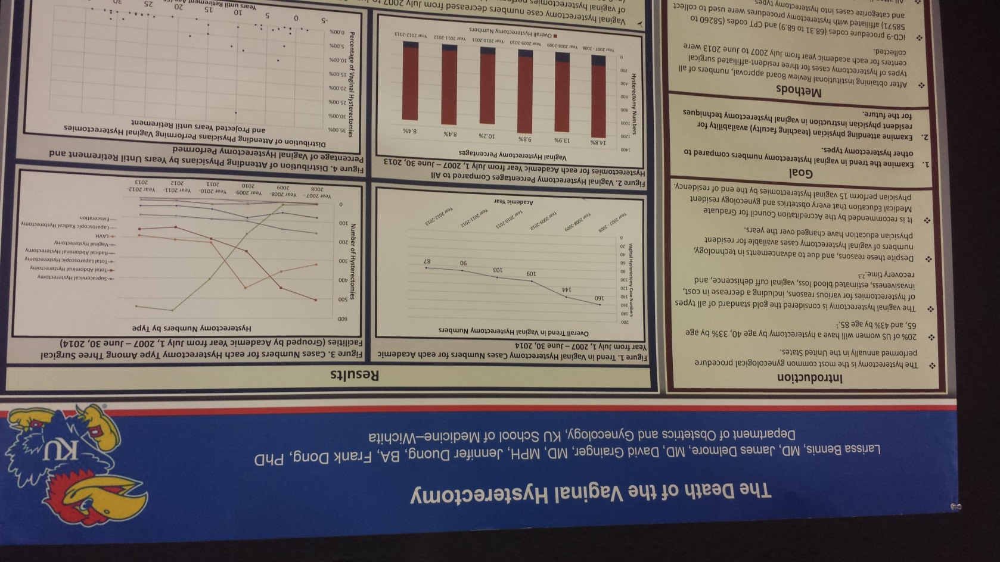 The Death of the Vaginal Hysterectomy
Larissa Bennis, MD, James Delmore, MD, David Grainger, MD, MPH, Jennifer Duong, BA, Frank Dong, PhD
Department of Obstetrics and Gynecology, KU School of Medicine–Wichita
KU
Introduction
❖ The hysterectomy is the most common gynecological procedure
performed annually in the United States.
❖ 20% of US women will have a hysterectomy by age 40, 33% by age
65, and 43% by age 85.1
❖ The vaginal hysterectomy is considered the gold standard of all types
of hysterectomies for various reasons, including a decrease in cost,
invasiveness, estimated blood loss, vaginal cuff dehiscence, and
recovery time.2,3
❖ Despite these reasons, and due to advancements in technology,
numbers of vaginal hysterectomy cases available for resident
physician education have changed over the years.
❖ It is recommended by the Accreditation Council for Graduate
Medical Education that every obstetrics and gynecology resident
physician perform 15 vaginal hysterectomies by the end of residency.
Goal
1. Examine the trend in vaginal hysterectomy numbers compared to
other hysterectomy types.
2. Examine attending physician (teaching faculty) availability for
resident physician instruction in vaginal hysterectomy techniques
for the future.
Methods
❖ After obtaining Institutional Review Board approval, numbers of all
types of hysterectomy cases for three resident-affiliated surgical
centers for each academic year from July 2007 to June 2013 were
collected.
❖ ICD-9 procedure codes (68.31 to 68.9) and CPT codes (58260 to
58571) affiliated with hysterectomy procedures were used to collect
and categorize cases into hysterectomy types.
❖ All
Results
Figure 1. Trend in Vaginal Hysterectomy Cases Numbers for each Academic
Year from July 1, 2007 – June 30, 2014
Overall Trend in Vaginal Hysterectomy Numbers
Vaginal Hysterectomy Case Numbers
200
180
160
140
120
100
80
60
40
20
0
160
144
109
103
90
87
Year 2007 - 2008
Year 2008-2009
Year 2009-2010
Year 2010-2011
Year 2011-2012
Year 2012-2013
Academic Year
Figure 2. Vaginal Hysterectomy Percentages Compared to All
Hysterectomies for each Academic Year from July 1, 2007 – June 30, 2013
Vaginal Hysterectomy Percentages
Hysterectomy Numbers
1400
1200
1000
800
600
400
200
0
14.8%
13.9%
9.8%
10.2%
8.4%
8.4%
Year 2007 - 2008
Year 2008-2009
Year 2009-2010
Year 2010-2011
Year 2011-2012
Year 2012-2013
Overall Hysterectomy Numbers
➢ Vaginal hysterectomy case numbers decreased from July 2007 to
of vaginal hysterectomies
Figure 3. Cases Numbers for each Hysterectomy Type Among Three Surgical
Facilities (Grouped by Academic Year from July 1, 2007 – June 30, 2014)
Hysterectomy Numbers by Type
Number of Hysterectomies
600
500
400
300
200
100
0
Year 2007 - 2008
Year 2008-2009
Year 2009-2010
Year 2010-2011
Year 2011-2012
Year 2012-2013
Supracervical Hysterectomy
Total Abdominal Hysterectomy
Total Laparoscopic Hysterectomy
Radical Abdominal Hysterectomy
Vaginal Hysterectomy
LAVH
Laparoscopic Radical Hysterectomy
Evisceration
Figure 4. Distribution of Attending Physicians by Years Until Retirement and
Percentage of Vaginal Hysterectomy Performed
Distribution of Attending Physicians Performing Vaginal Hysterectomies
and Projected Years until Retirement
Percentage of Vaginal Hysterectomies
35.00%
30.00%
25.00%
20.00%
15.00%
10.00%
5.00%
0.00%
-5
0
5
10
15
20
25
30
Years until Retirement